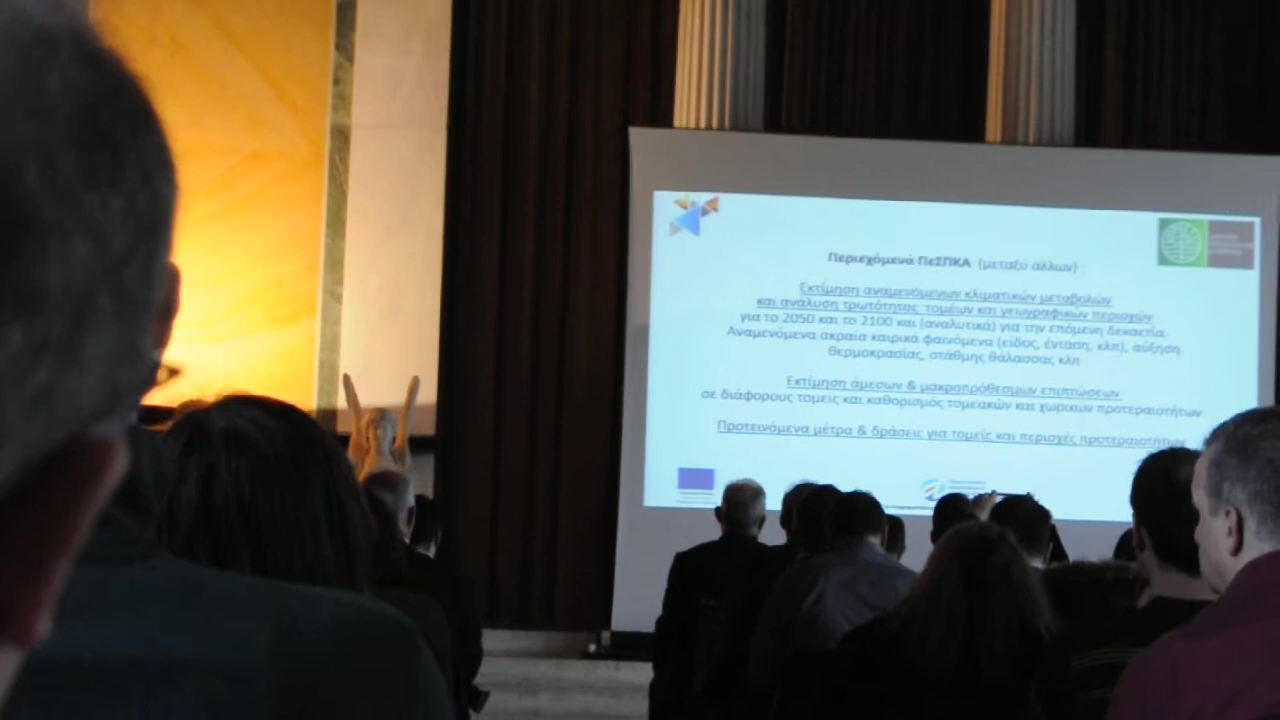 Περιεχόμενα ΠεΣΠΚΑ (μεταξύ άλλων)
Εκτίμηση αναμενόμενων κλιματικών μεταβολών
και ανάλυση τρωτότητας τομέων και γεωγραφικών περιοχών
για το 2050 και το 2100 και (αναλυτικά) για την επόμενη δεκαετία.
Αναμενόμενα ακραία καιρικά φαινόμενα (είδος, ένταση, κλπ), αύξηση
θερμοκρασίας, στάθμης θάλασσας κλπ
Εκτίμηση άμεσων & μακροπρόθεσμων επιπτώσεων
σε διάφορους τομείς και καθορισμός τομεακών και χωρικών προτεραιοτήτων
Προτεινόμενα μέτρα & δράσεις για τομείς και περιοχές προτεραιοτήτων